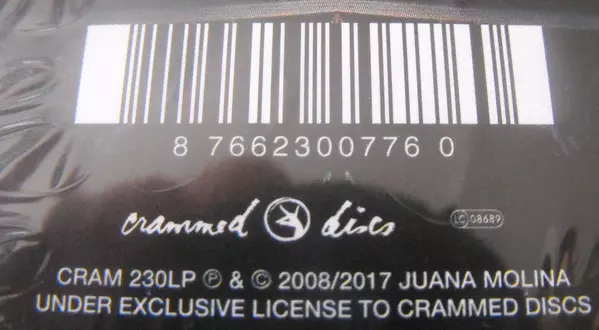 8 7662300776 0
crammed discs
LC 08689
CRAM 230LP ℗ & © 2008/2017 JUANA MOLINA
UNDER EXCLUSIVE LICENSE TO CRAMMED DISCS